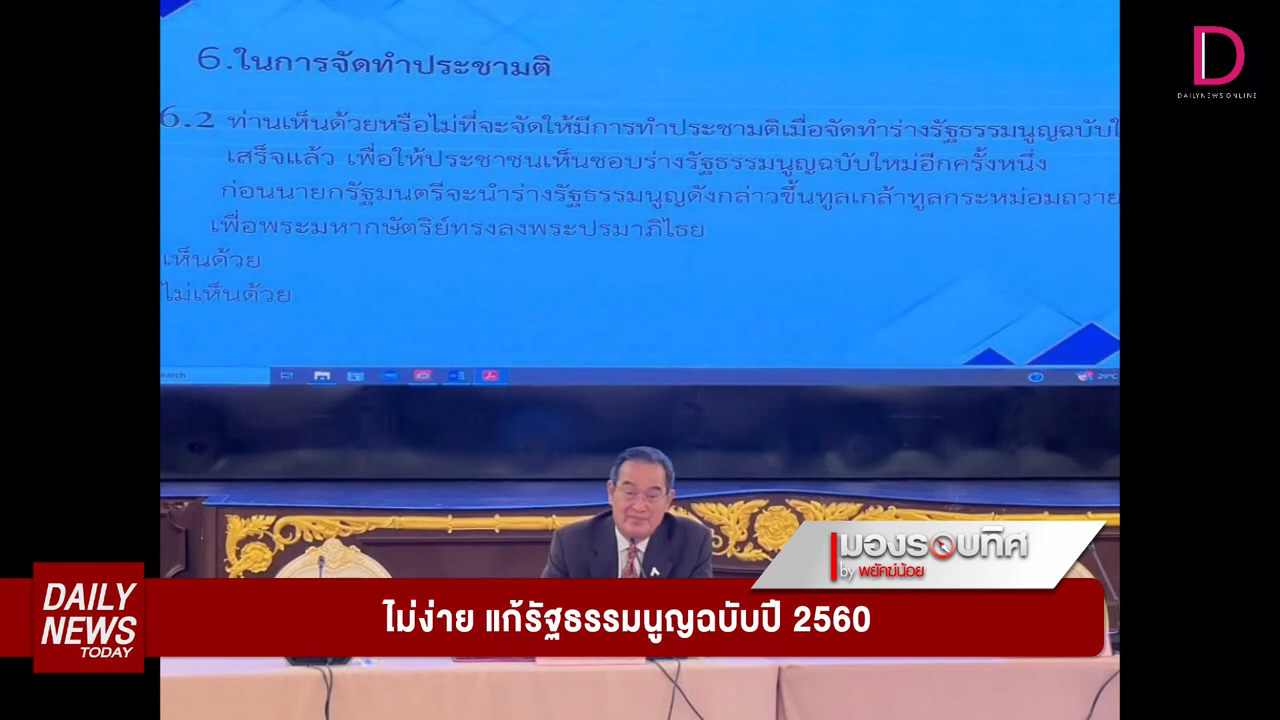 6.ในการจัดทำประชามติ
6.2 ท่านเห็นด้วยหรือไม่ที่จะจัดให้มีการทำประชามติเมื่อจัดทำร่างรัฐธรรมนูญฉบับใ
เสร็จแล้ว เพื่อให้ประชาชนเห็นชอบร่างรัฐธรรมนูญฉบับใหม่อีกครั้งหนึ่ง
ก่อนนายกรัฐมนตรีจะนำร่างรัฐธรรมนูญดังกล่าวขึ้นทูลเกล้าทูลกระหม่อมถวาย
เพื่อพระมหากษัตริย์ทรงลงพระปรมาภิไธย
เห็นด้วย
ไม่เห็นด้วย
earch
29°C
D
DAILYNEWS ONLINE
มองรอบทิศ
by พยัคฆ์น้อย
DAILY
NEWS
TODAY
ไม่ง่าย แก้รัฐธรรมนูญฉบับปี 2560